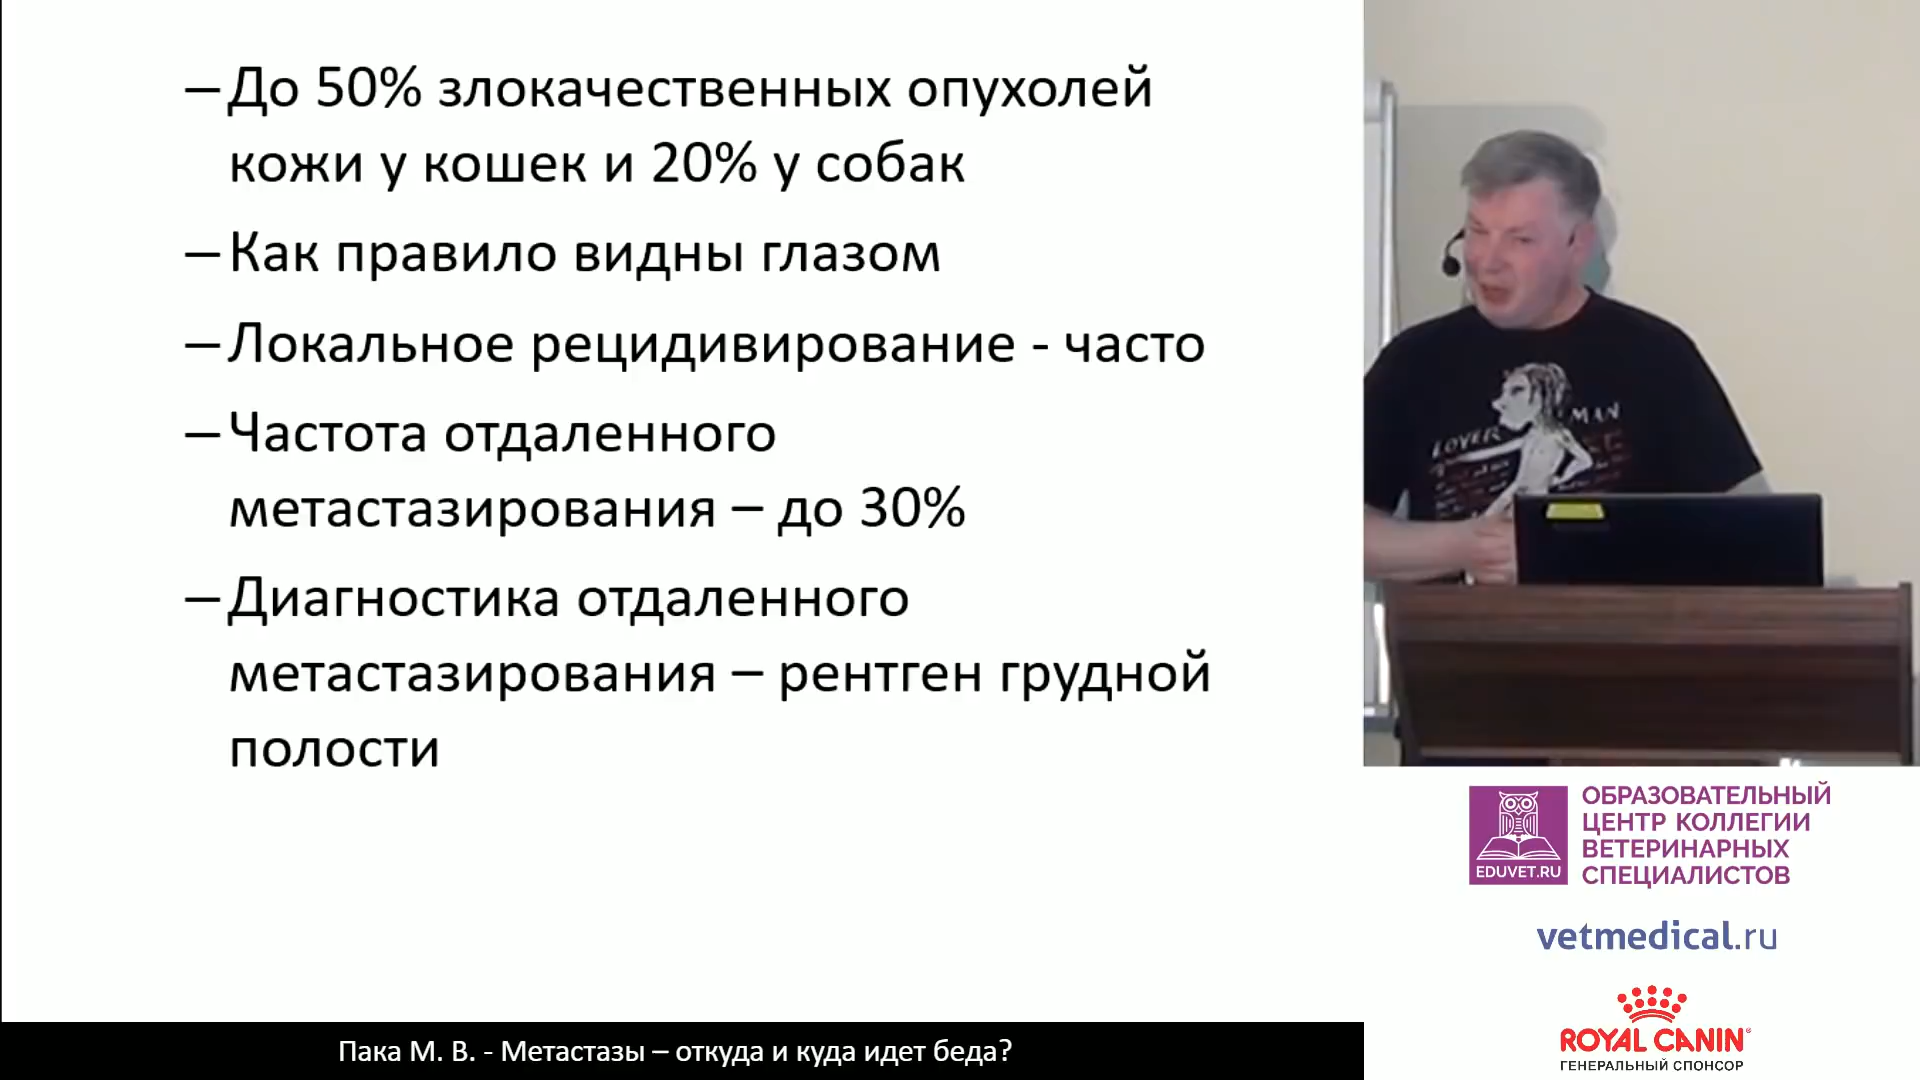 – До 50% злокачественных опухолей
кожи у кошек и 20% у собак
– Как правило видны глазом
– Локальное рецидивирование - часто
– Частота отдаленного
метастазирования – до 30%
– Диагностика отдаленного
метастазирования – рентген грудной
полости
LOVER MAN
EDUVET.RU
ОБРАЗОВАТЕЛЬНЫЙ
ЦЕНТР КОЛЛЕГИИ
ВЕТЕРИНАРНЫХ
СПЕЦИАЛИСТОВ
vetmedical.ru
ROYAL CANIN®
ГЕНЕРАЛЬНЫЙ СПОНСОР
Пака М. В. - Метастазы – откуда и куда идет беда?